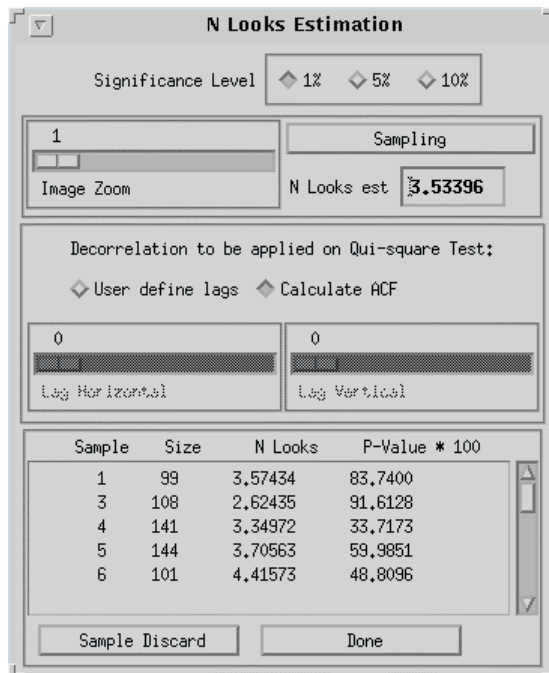 N Looks Estimation
Significance Level 1% 5% 10%
1
Image Zoom
Sampling
N Looks est 3.53396
Decorrelation to be applied on Qui-square Test:
User define lags Calculate ACF
0
Lag Horizontal
0
Lag Vertical
Sample Size N Looks P-Value * 100
1 99 3.57434 83.7400
3 108 2.62435 91.6128
4 141 3.34972 33.7173
5 144 3.70563 59.9851
6 101 4.41573 48.8096
Sample Discard Done